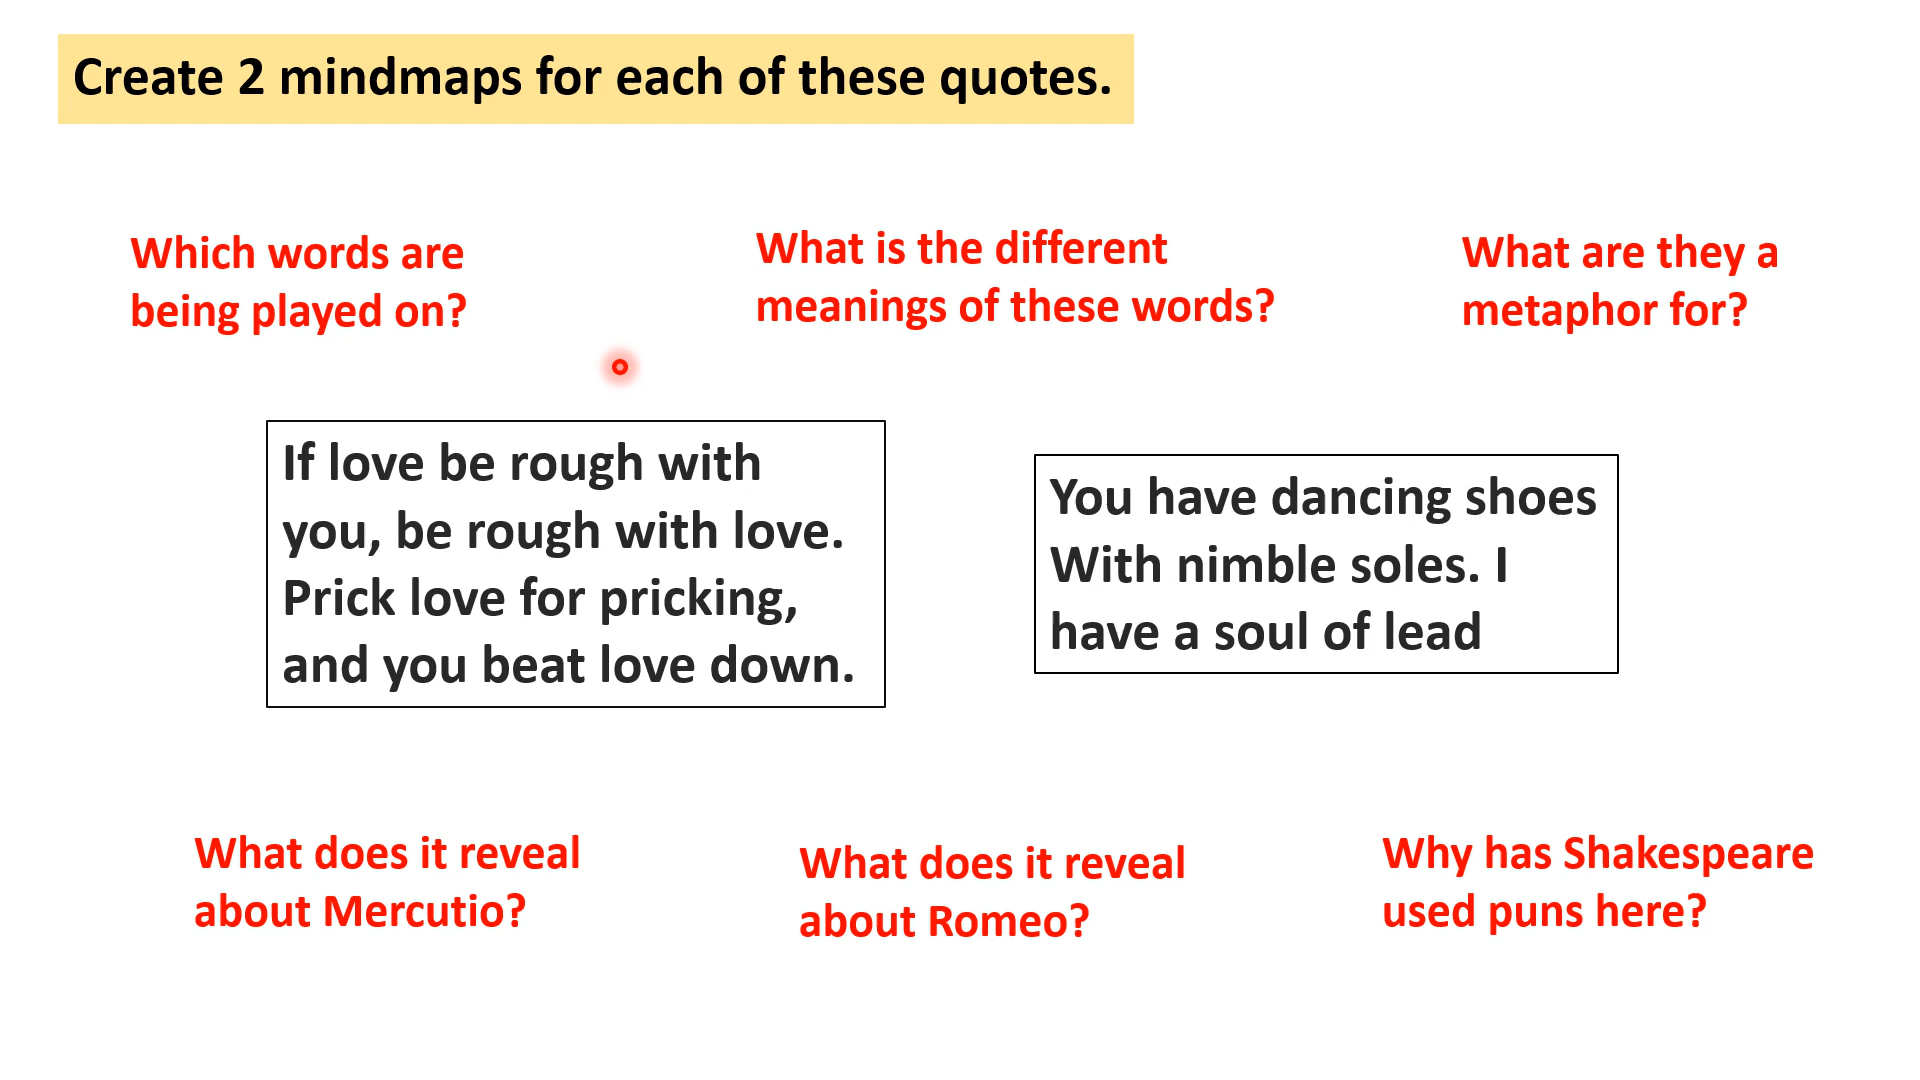 Create 2 mindmaps for each of these quotes.
Which words are
being played on?
What is the different
meanings of these words?
What are they a
metaphor for?
If love be rough with
you, be rough with love.
Prick love for pricking,
and you beat love down.
You have dancing shoes
With nimble soles. I
have a soul of lead
What does it reveal
about Mercutio?
What does it reveal
about Romeo?
Why has Shakespeare
used puns here?